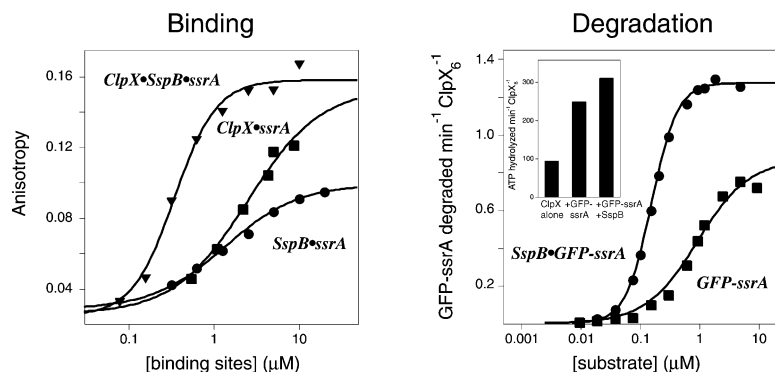 Binding
Degradation
Anisotropy
0.16
0.12
0.08
0.04
ClpX•SspB•ssrA
ClpX•ssrA
SspB•ssrA
0.1
1
10
[binding sites] (μM)
GFP-ssrA degraded min⁻¹ ClpX₆⁻¹
1.4
1.0
0.6
0.2
ATP hydrolyzed min⁻¹ ClpX₆⁻¹
300
200
100
0
ClpX +GFP- +GFP-ssrA
alone ssrA +SspB
SspB•GFP-ssrA
GFP-ssrA
0.001
0.01
0.1
1
10
[substrate] (μM)